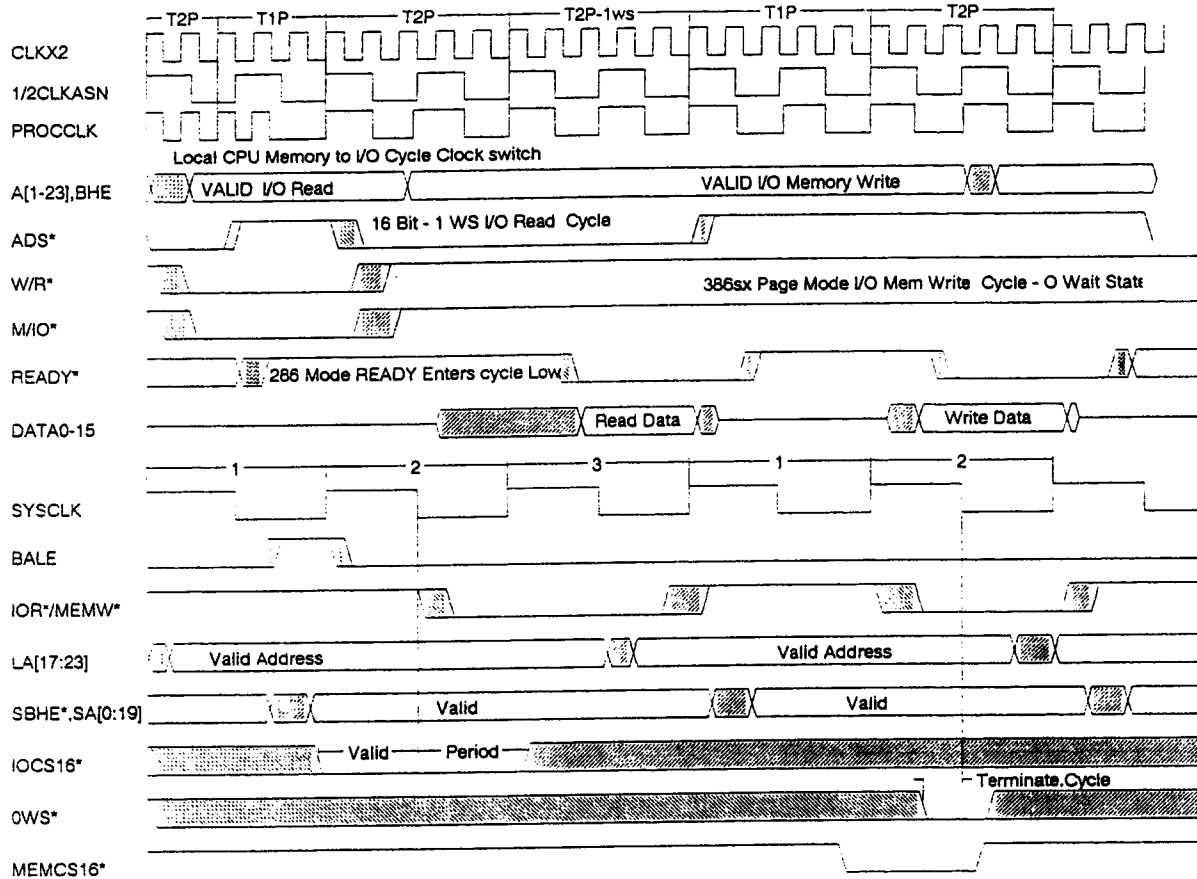 T2P T1P T2P T2P-1ws T1P T2P
CLKX2
1/2CLKASN
PROCCLK
Local CPU Memory to I/O Cycle Clock switch
A[1-23],BHE VALID I/O Read VALID I/O Memory Write
ADS* 16 Bit - 1 WS I/O Read Cycle
W/R* 386sx Page Mode I/O Mem Write Cycle - O Wait State
M/IO*
READY* 286 Mode READY Enters cycle Low
DATA0-15 Read Data Write Data
1 2 3 1 2
SYSCLK
BALE
IOR*/MEMW*
LA[17:23] Valid Address Valid Address
SBHE*,SA[0:19] Valid Valid
IOCS16* Valid Period
Terminate.Cycle
0WS*
MEMCS16*